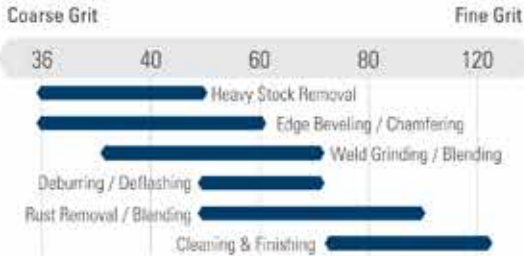 Coarse Grit Fine Grit
36 40 60 80 120
Heavy Stock Removal
Edge Beveling / Chamfering
Weld Grinding / Blending
Deburring / Deflashing
Rust Removal / Blending
Cleaning & Finishing